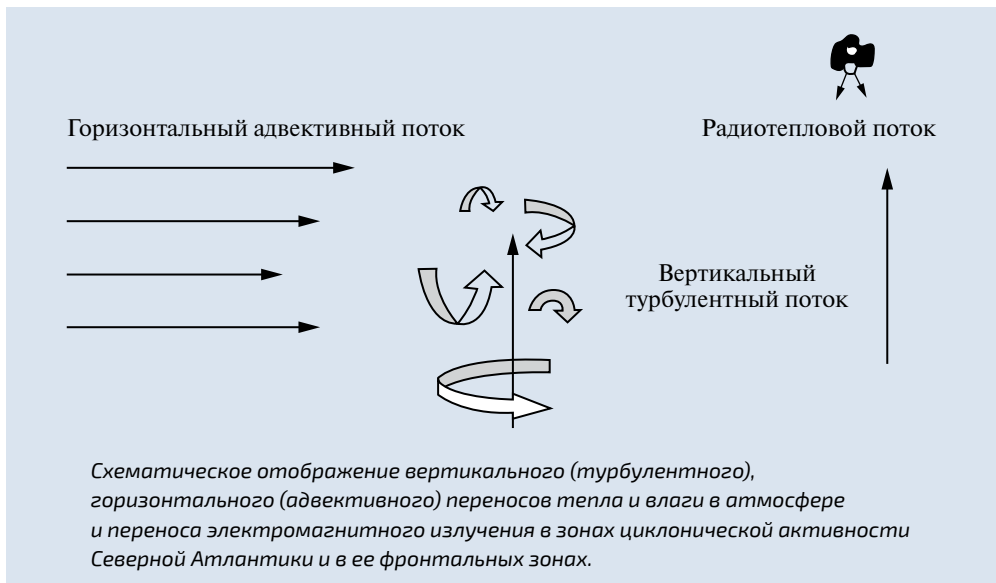 Горизонтальный адвективный поток
Радиотепловой поток
Вертикальный
турбулентный поток
Схематическое отображение вертикального (турбулентного),
горизонтального (адвективного) переносов тепла и влаги в атмосфере
и переноса электромагнитного излучения в зонах циклонической активности
Северной Атлантики и в ее фронтальных зонах.